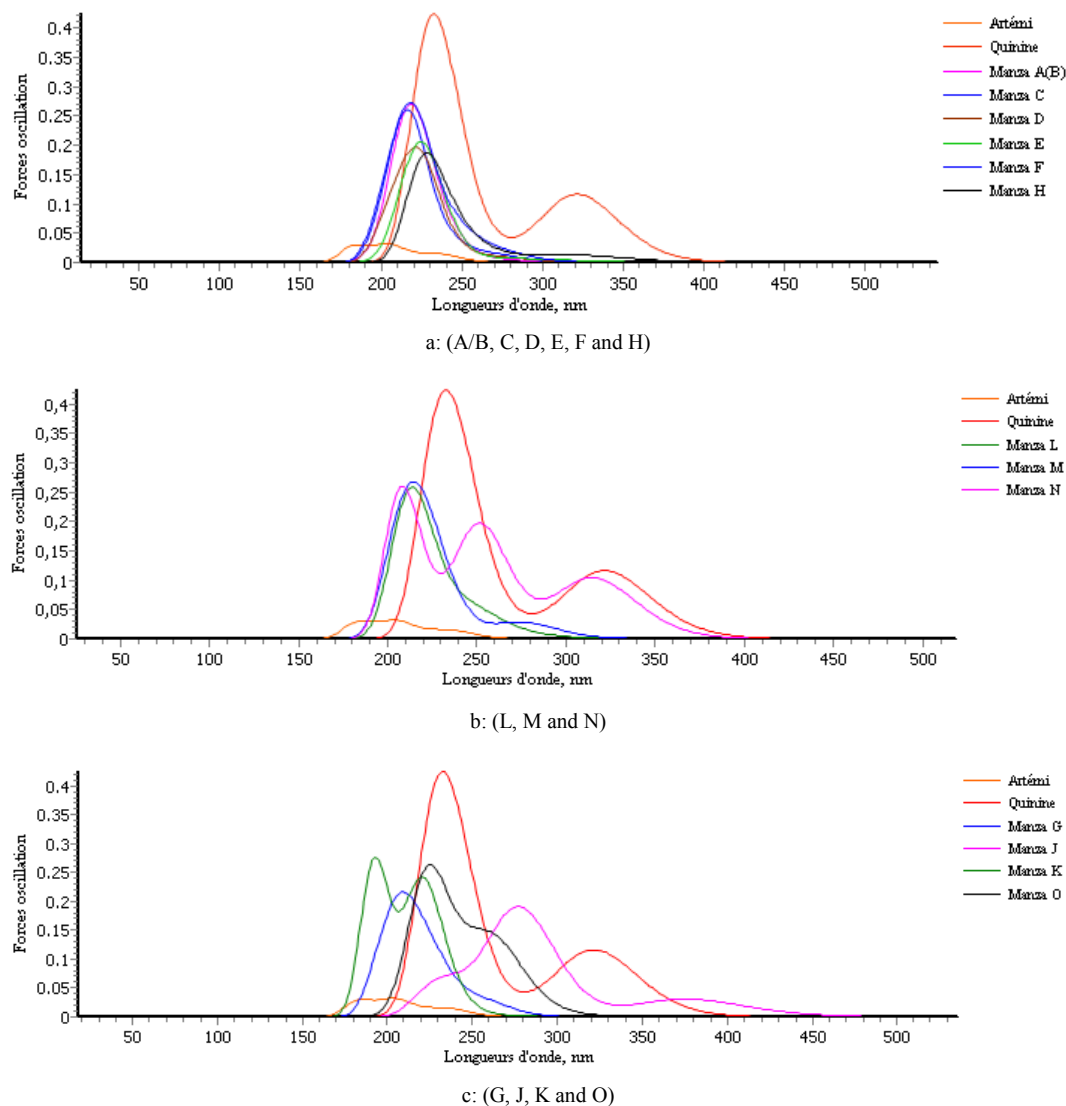 Forces oscillation
0.4
0.35
0.3
0.25
0.2
0.15
0.1
0.05
0
50 100 150 200 250 300 350 400 450 500
Longueurs d'onde, nm
Artémi
Quinine
Manza A(B)
Manza C
Manza D
Manza E
Manza F
Manza H
a: (A/B, C, D, E, F and H)
Forces oscillation
0,4
0,35
0,3
0,25
0,2
0,15
0,1
0,05
0
50 100 150 200 250 300 350 400 450 500
Longueurs d'onde, nm
Artémi
Quinine
Manza L
Manza M
Manza N
b: (L, M and N)
Forces oscillation
0.4
0.35
0.3
0.25
0.2
0.15
0.1
0.05
0
50 100 150 200 250 300 350 400 450 500
Longueurs d'onde, nm
Artémi
Quinine
Manza G
Manza J
Manza K
Manza O
c: (G, J, K and O)